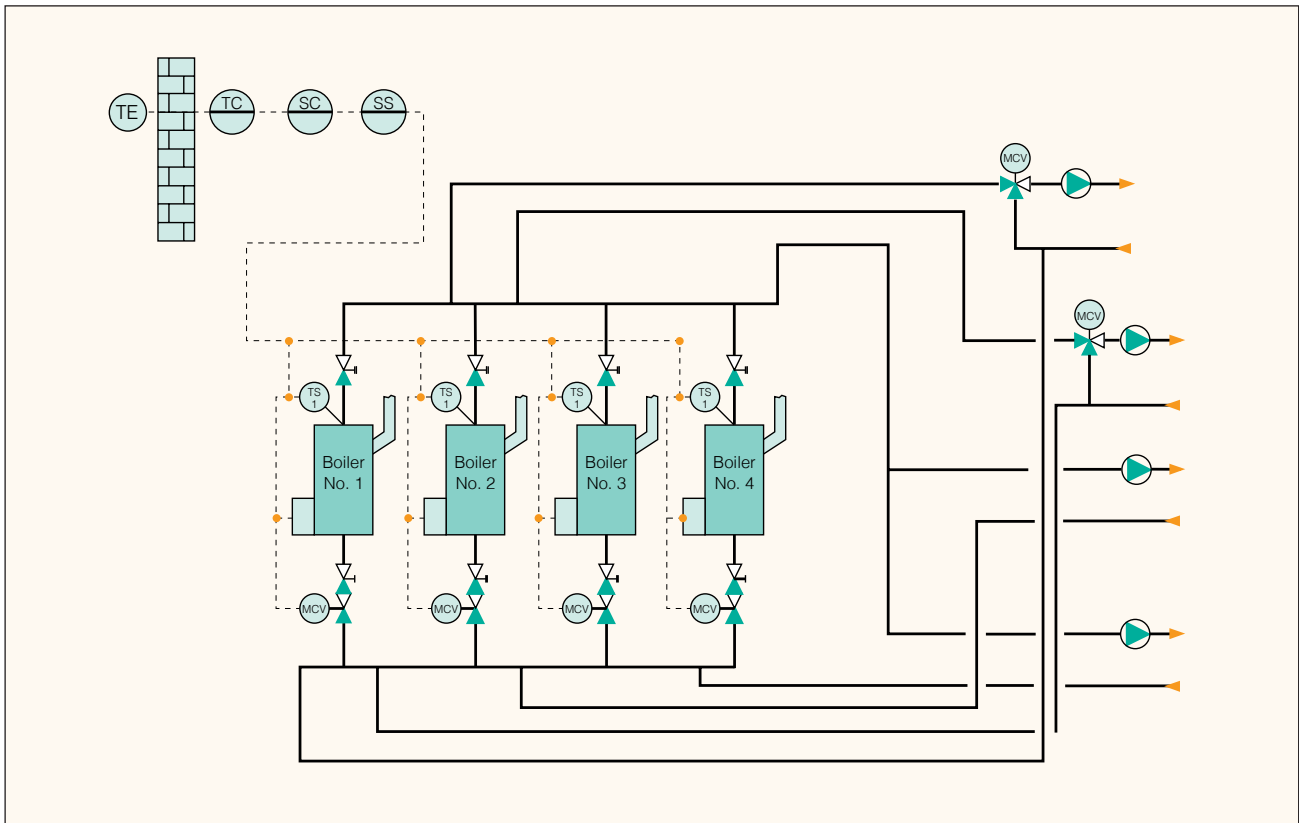 TE
TC
SC
SS
MCV
MCV
TS
1
TS
1
TS
1
TS
1
Boiler
No. 1
Boiler
No. 2
Boiler
No. 3
Boiler
No. 4
MCV
MCV
MCV
MCV